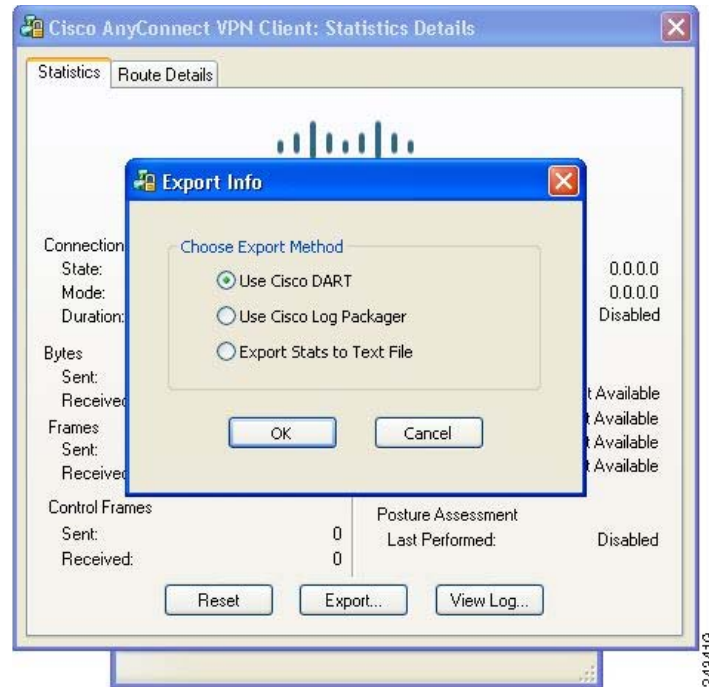 Cisco AnyConnect VPN Client: Statistics Details
Statistics
Route Details
Export Info
Choose Export Method
Use Cisco DART
Use Cisco Log Packager
Export Stats to Text File
OK
Cancel
Connection
State:
0.0.0.0
Mode:
0.0.0.0
Duration:
Disabled
Bytes
Sent:
Received
t Available
Frames
t Available
Sent:
t Available
Received
t Available
Control Frames
Sent: 0
Received: 0
Posture Assessment
Last Performed: Disabled
Reset
Export...
View Log...